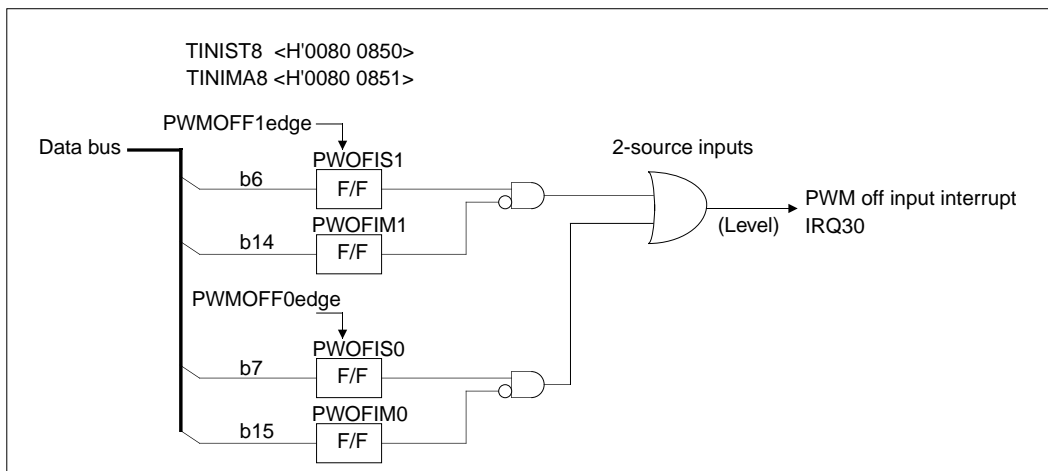 TINIST8 <H'0080 0850>
TINIMA8 <H'0080 0851>
PWMOFF1edge
Data bus
PWOFIS1
2-source inputs
b6
F/F
PWOFIM1
PWM off input interrupt
(Level)
IRQ30
b14
F/F
PWMOFF0edge
PWOFIS0
b7
F/F
PWOFIM0
b15
F/F